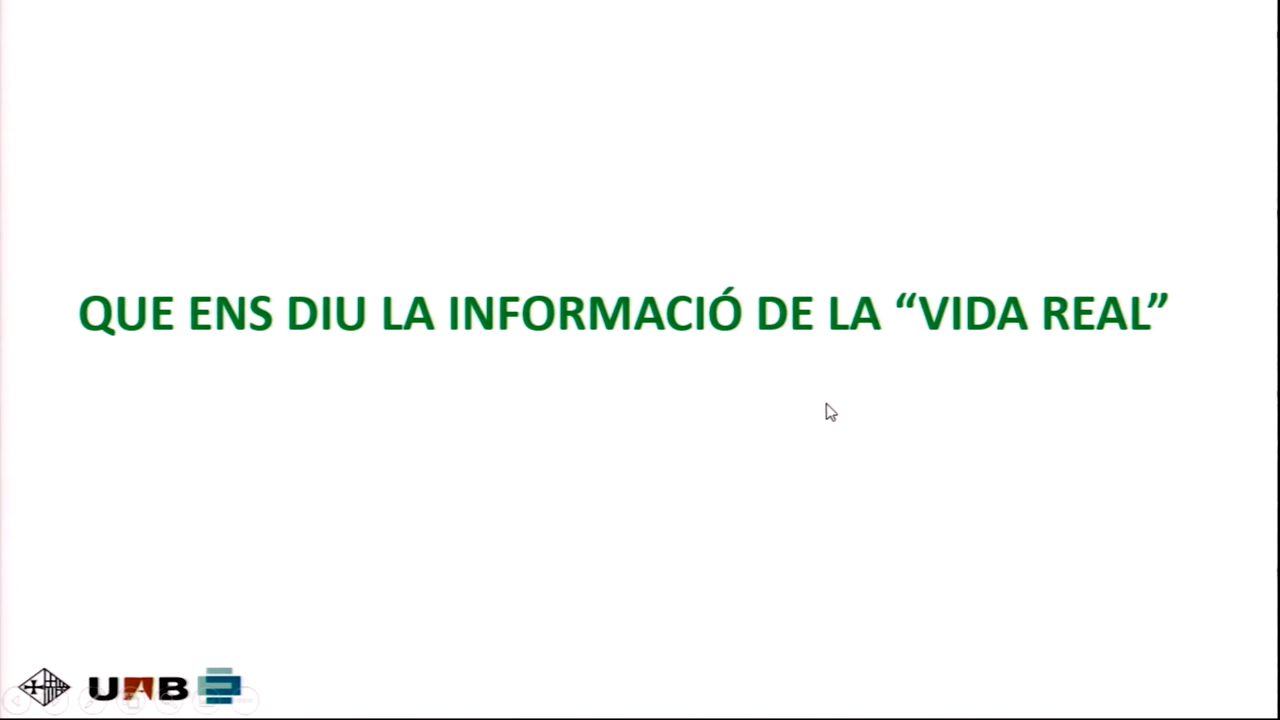 QUE ENS DIU LA INFORMACIÓ DE LA “VIDA REAL”
UAB